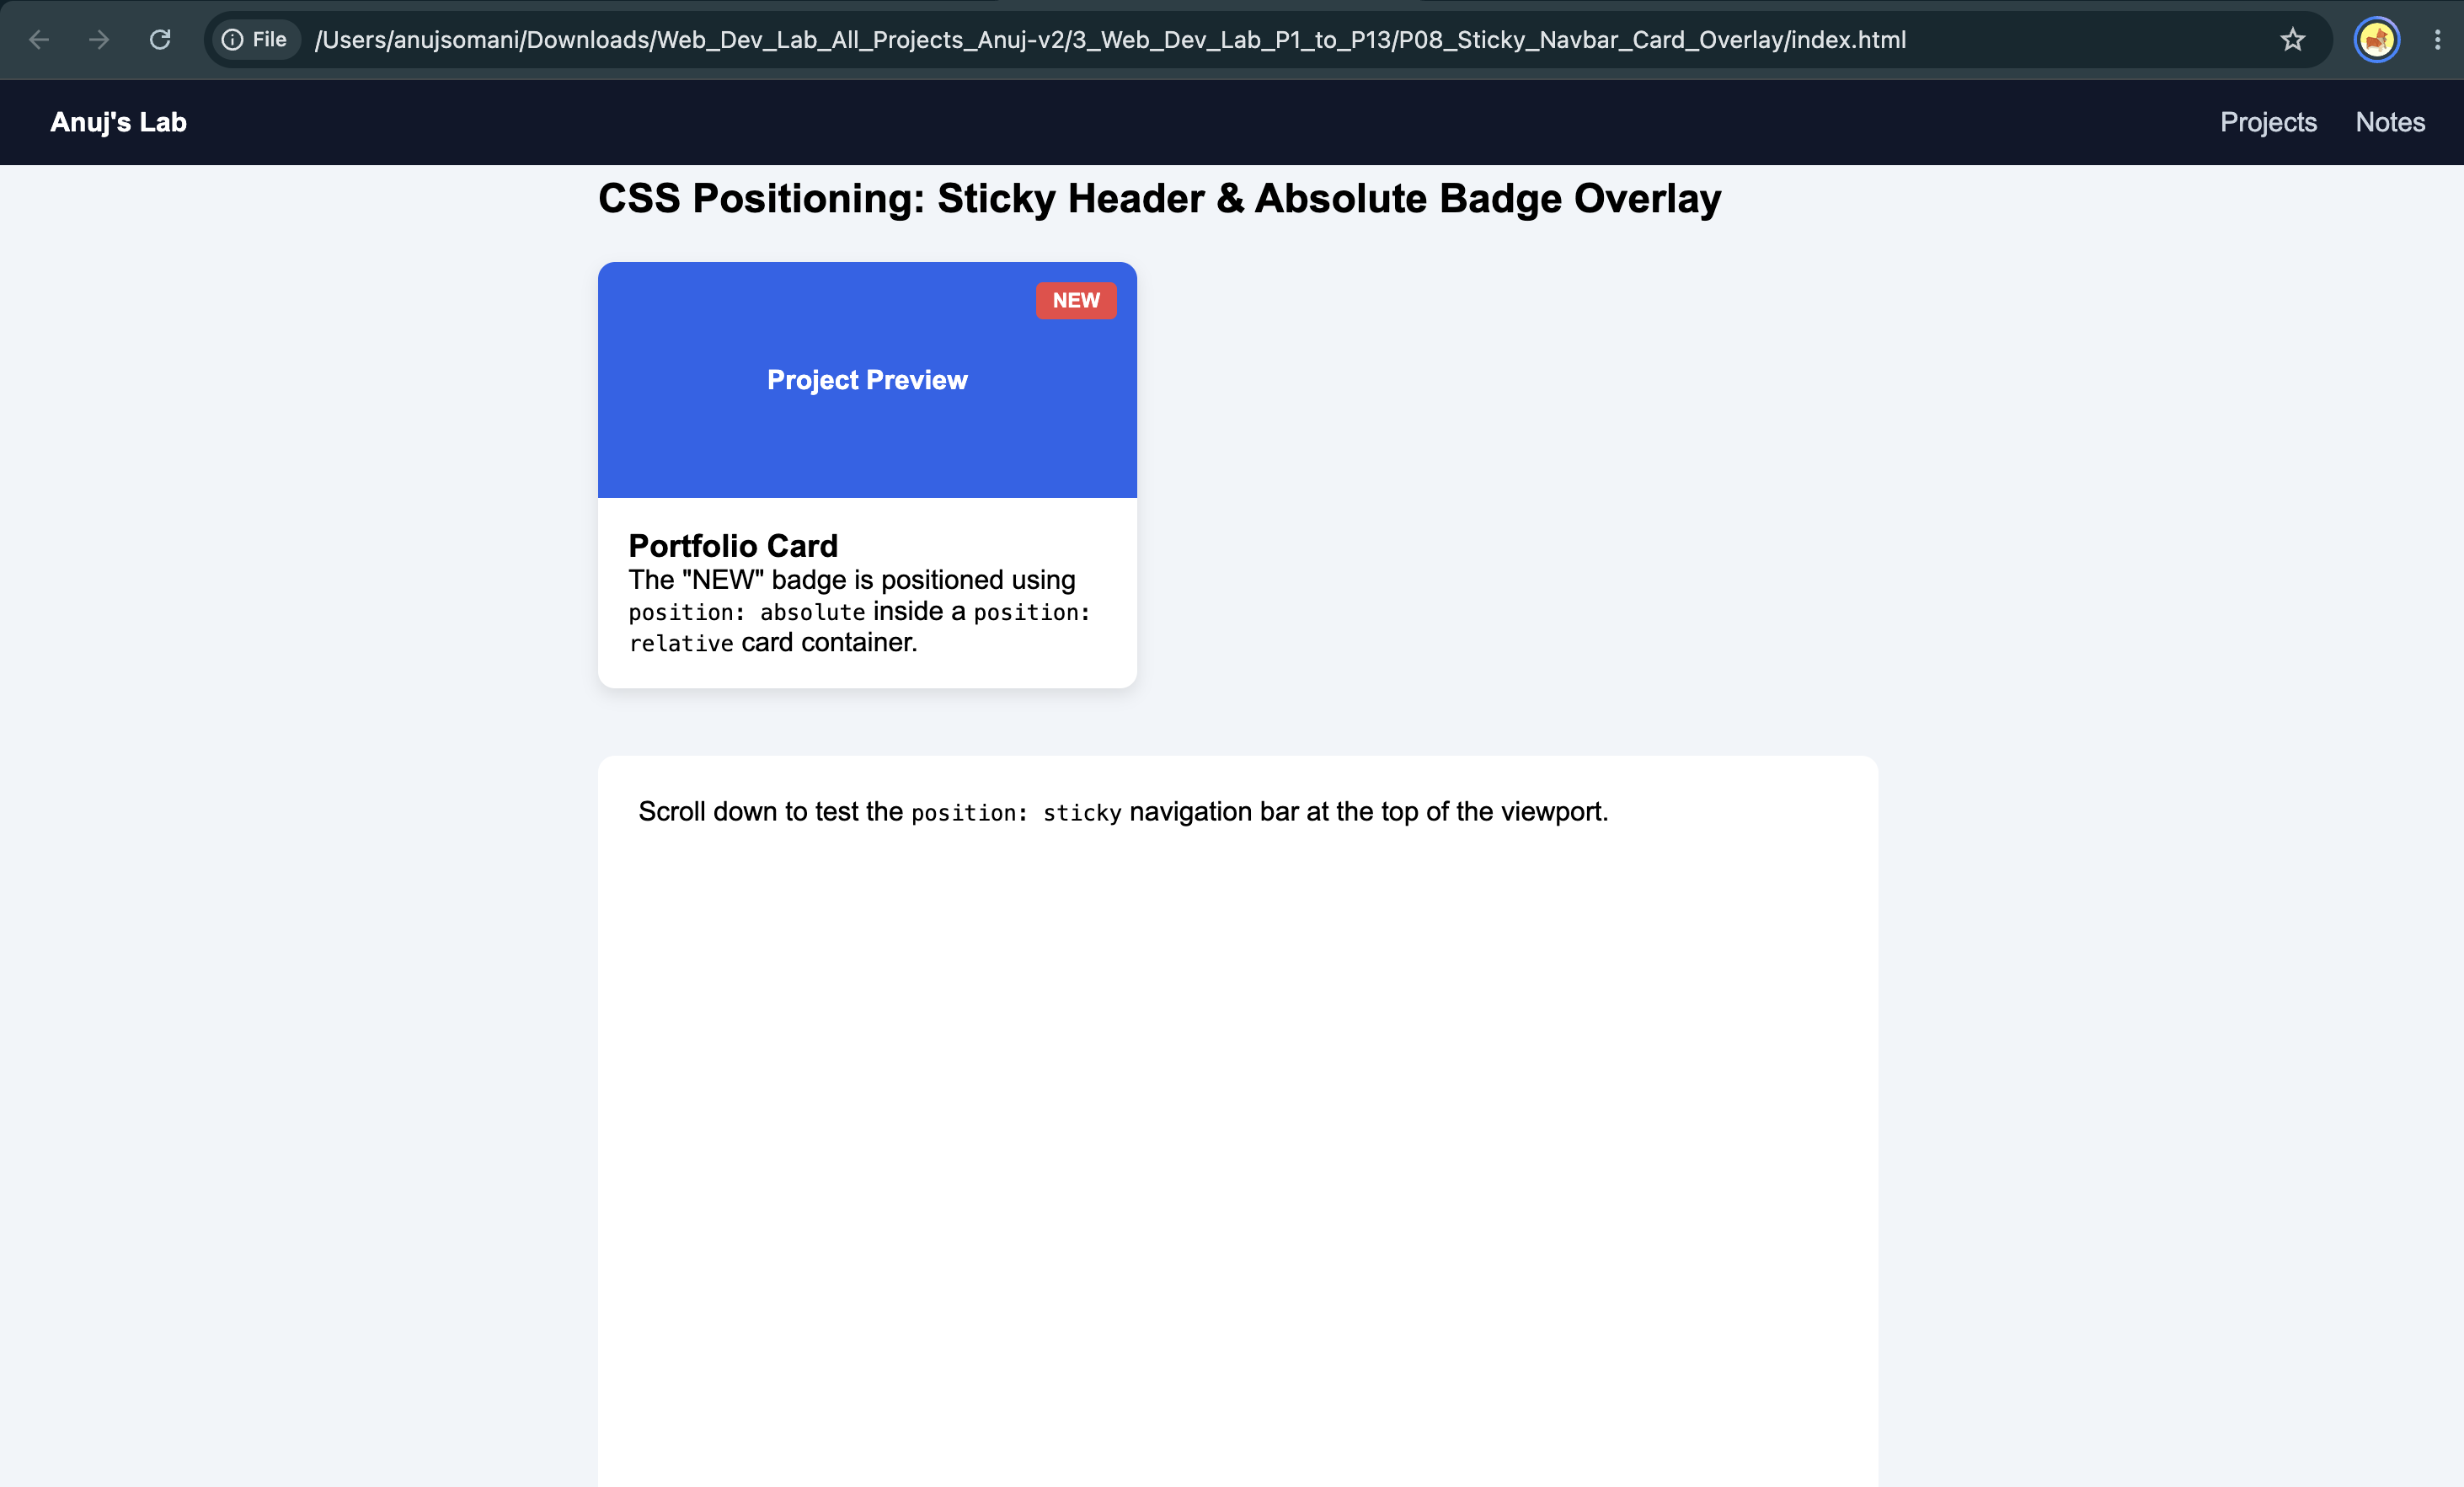 File /Users/anujsomani/Downloads/Web_Dev_Lab_All_Projects_Anuj-v2/3_Web_Dev_Lab_P1_to_P13/P08_Sticky_Navbar_Card_Overlay/index.html
Anuj's Lab Projects Notes
CSS Positioning: Sticky Header & Absolute Badge Overlay
NEW
Project Preview
Portfolio Card
The "NEW" badge is positioned using
position: absolute inside a position:
relative card container.
Scroll down to test the position: sticky navigation bar at the top of the viewport.